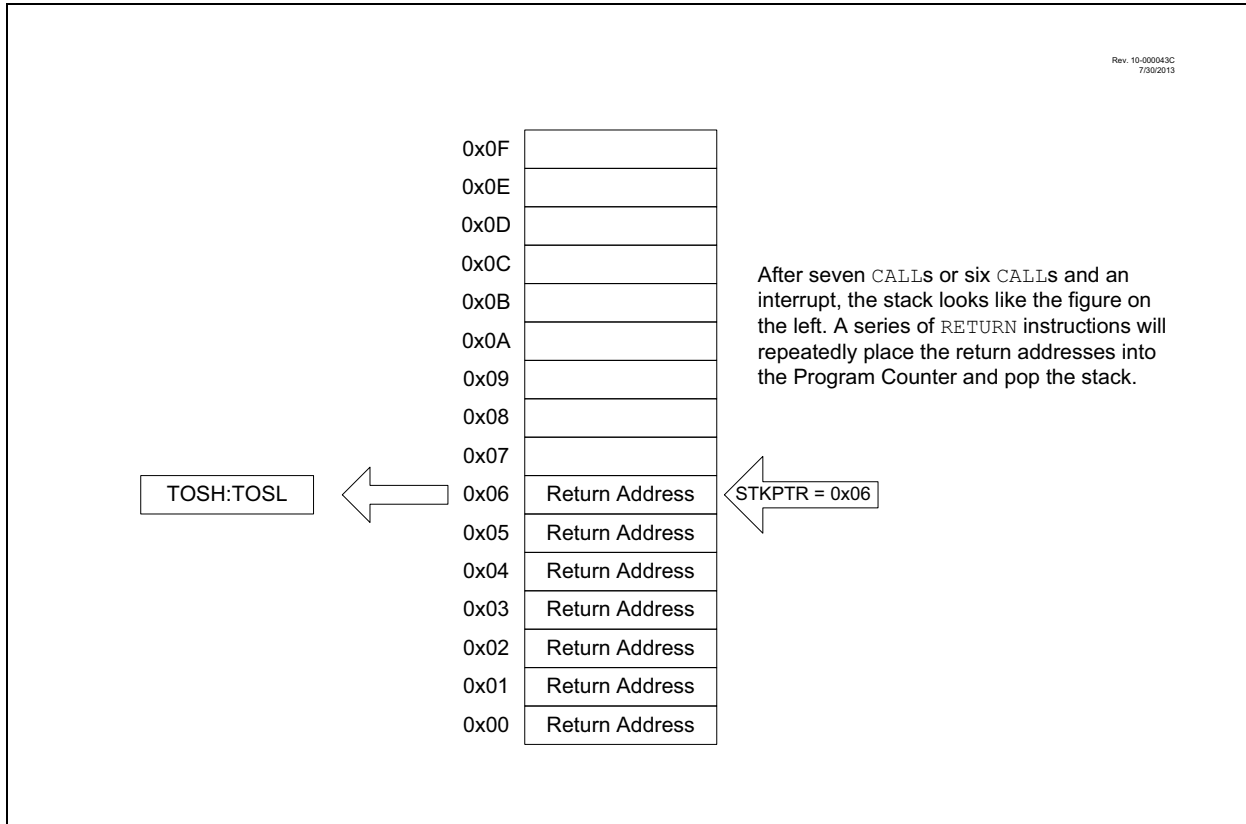 Rev. 10-000043C
7/30/2013
0x0F
0x0E
0x0D
0x0C
0x0B
0x0A
0x09
0x08
0x07
After seven CALLs or six CALLs and an
interrupt, the stack looks like the figure on
the left. A series of RETURN instructions will
repeatedly place the return addresses into
the Program Counter and pop the stack.
TOSH:TOSL
0x06 Return Address
STKPTR = 0x06
0x05 Return Address
0x04 Return Address
0x03 Return Address
0x02 Return Address
0x01 Return Address
0x00 Return Address